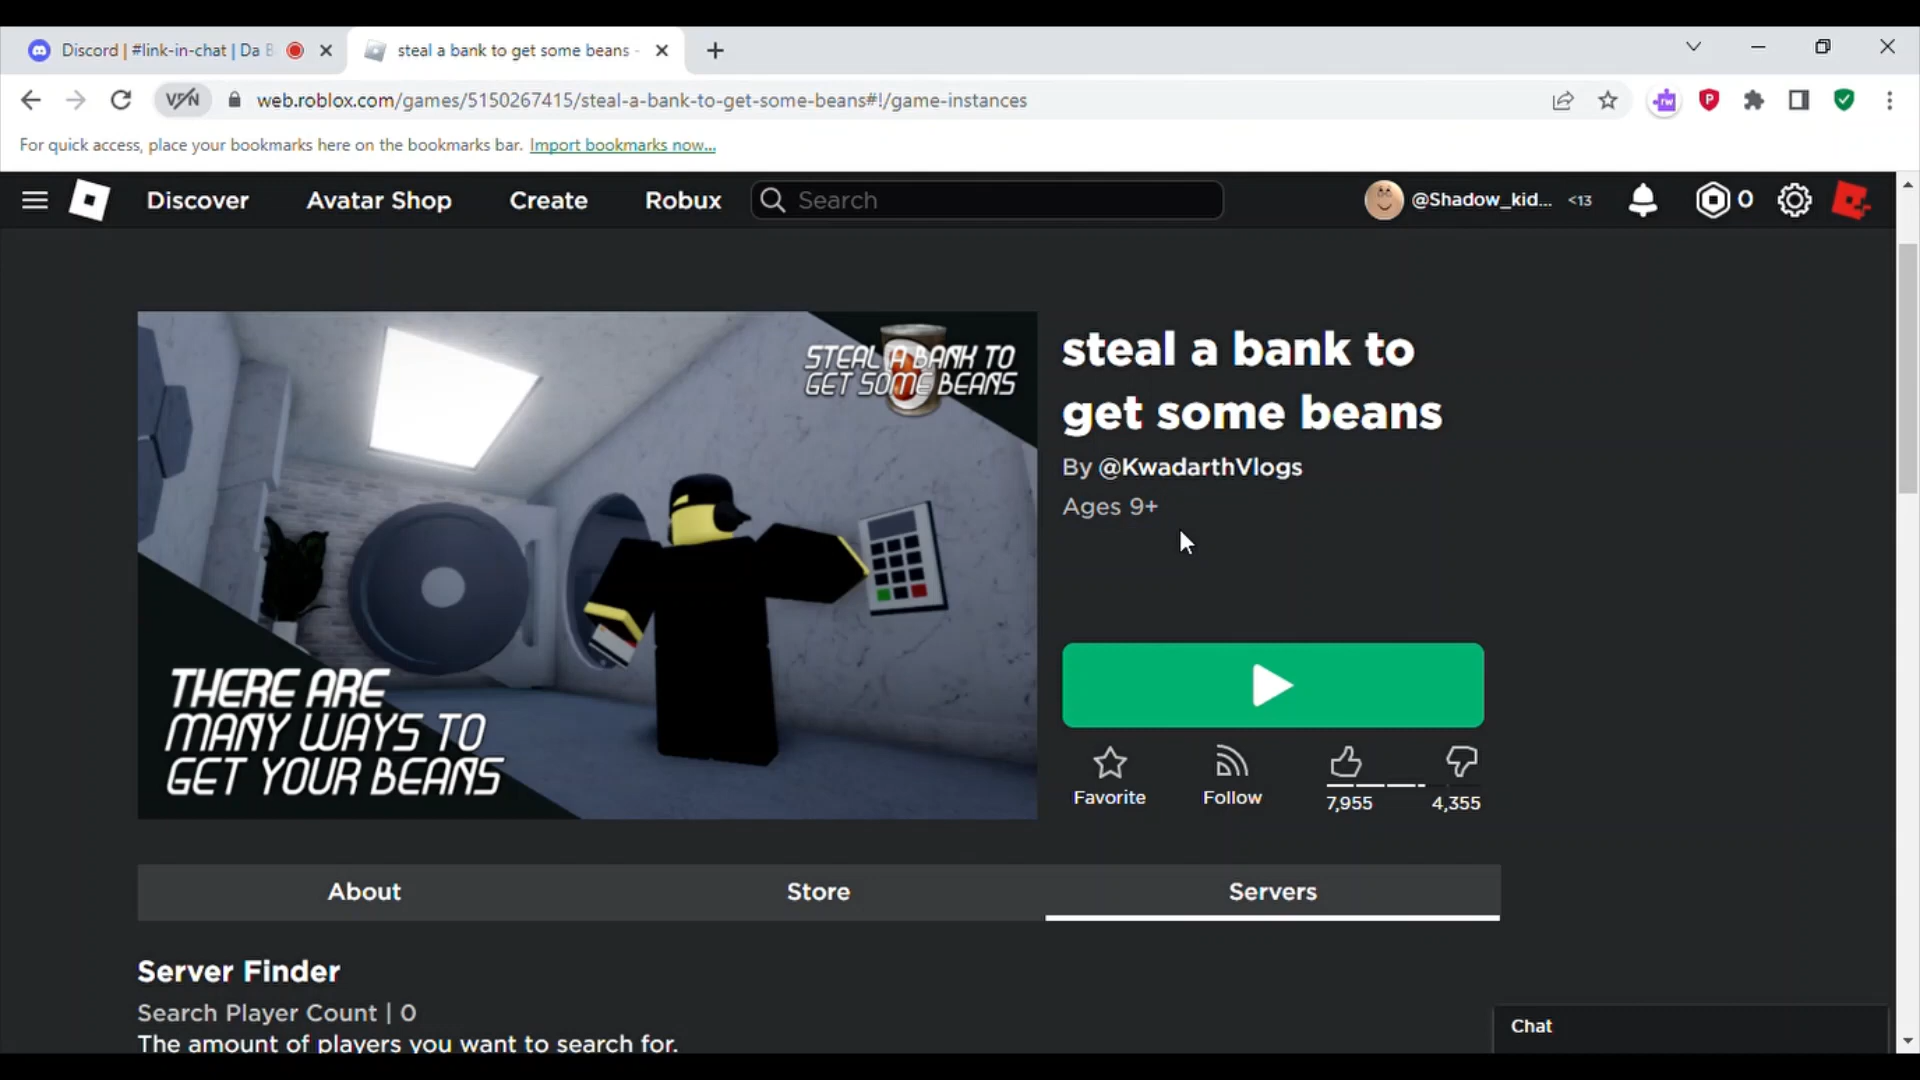 Discord | #link-in-chat | Da B
steal a bank to get some beans -
VPN
web.roblox.com/games/5150267415/steal-a-bank-to-get-some-beans#!/game-instances
rw
P
For quick access, place your bookmarks here on the bookmarks bar. Import bookmarks now...
Discover
Avatar Shop
Create
Robux
Search
@Shadow_kid... <13
0
STEAL A BANK TO
GET SOME BEANS
THERE ARE
MANY WAYS TO
GET YOUR BEANS
steal a bank to
get some beans
By @KwadarthVlogs
Ages 9+
Favorite
Follow
7,955
4,355
About
Store
Servers
Server Finder
Search Player Count | 0
The amount of players you want to search for.
Chat